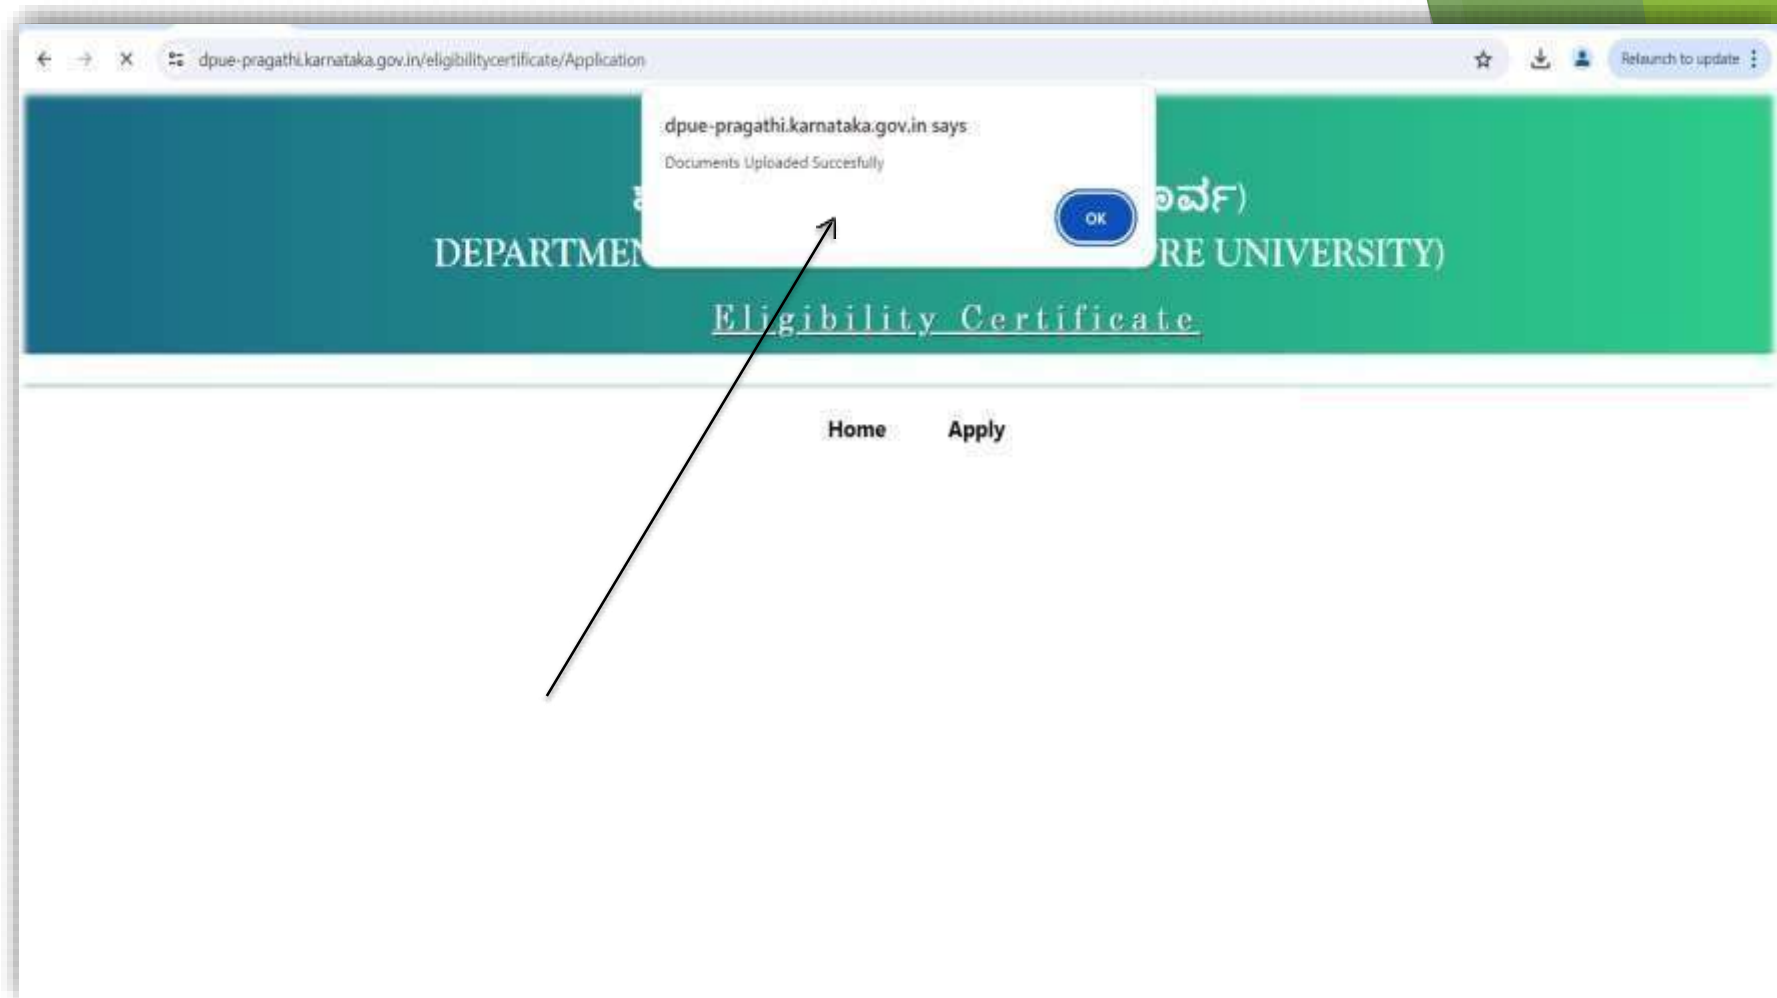 dpue-pragathi.karnataka.gov.in/eligibilitycertificate/Application
Relaunch to update
dpue-pragathi.karnataka.gov.in says
Documents Uploaded Succesfully
OK
ರ್ವ)
DEPARTMEN RE UNIVERSITY)
Eligibility Certificate
Home Apply